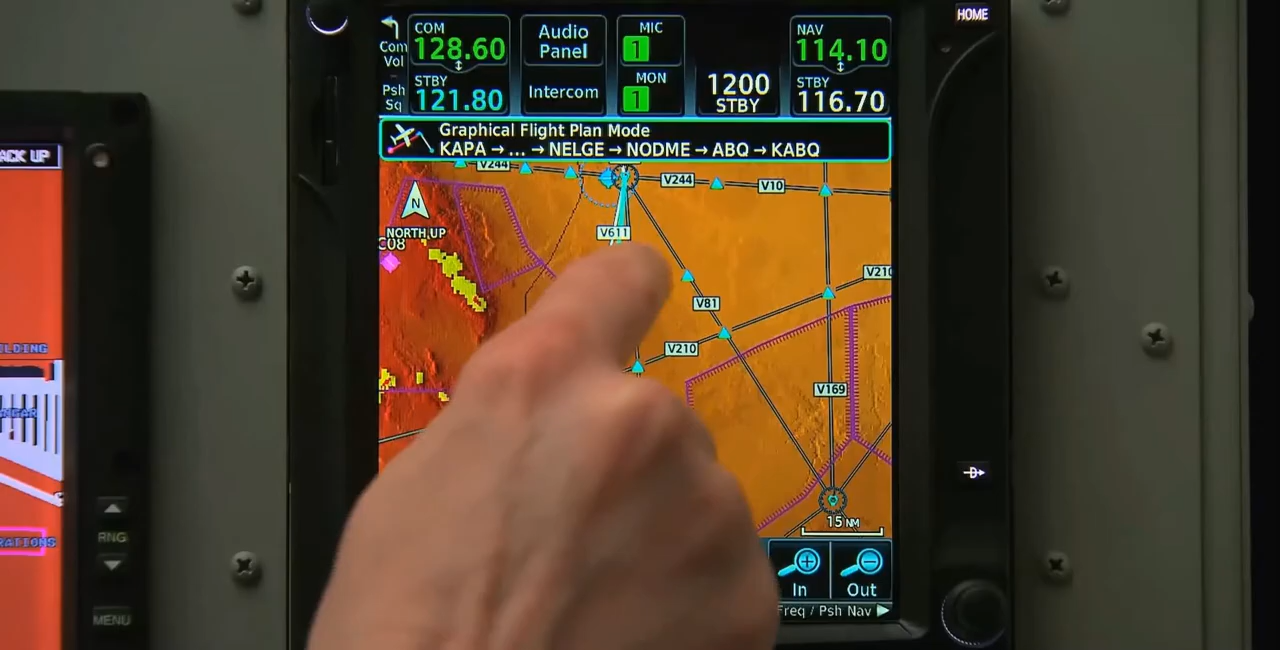 HOME
COM
128.60
Com
Vol
STBY
121.80
Psh
Sq
Audio
Panel
Intercom
MIC
1
MON
1
1200
STBY
NAV
114.10
STBY
116.70
Graphical Flight Plan Mode
KAPA → ... → NELGE → NODME → ABQ → KABQ
V244
V244
V10
N
NORTH UP
C08
V611
V210
V81
V210
V169
15 NM
In
Out
Freq / Psh Nav
ACK UP
RNG
MENU